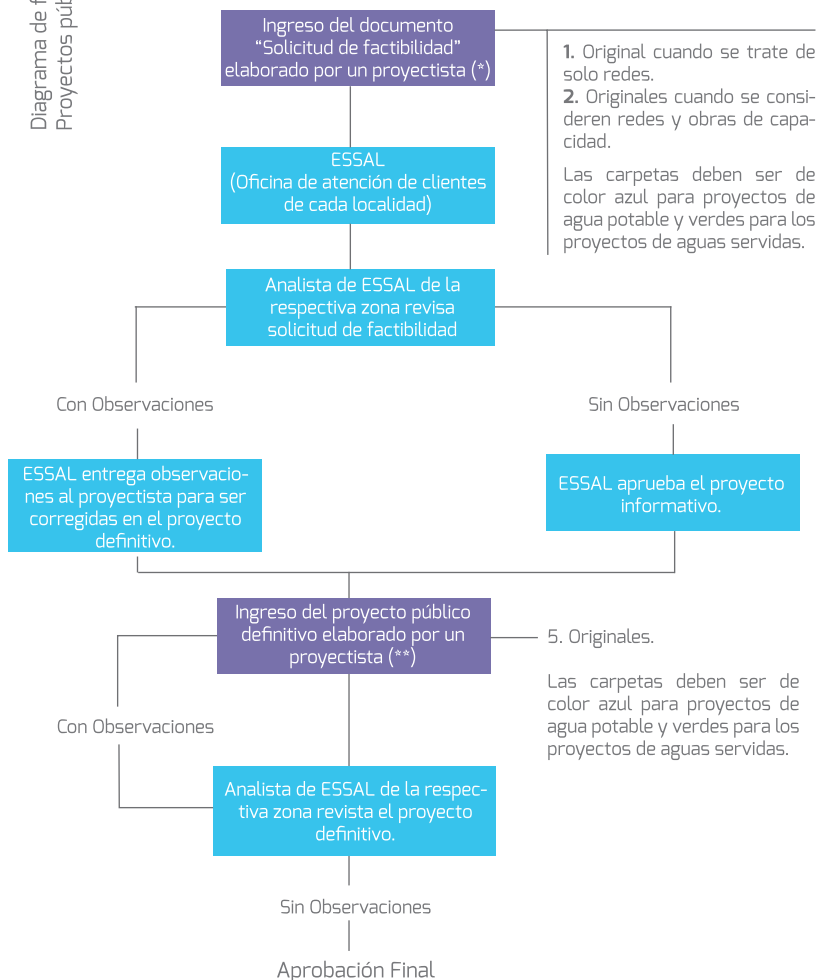 Diagrama de f
Proyectos púb
Ingreso del documento
“Solicitud de factibilidad”
elaborado por un proyectista (*)
1. Original cuando se trate de
solo redes.
2. Originales cuando se consi-
deren redes y obras de capa-
cidad.
Las carpetas deben ser de
color azul para proyectos de
agua potable y verdes para los
proyectos de aguas servidas.
ESSAL
(Oficina de atención de clientes
de cada localidad)
Analista de ESSAL de la
respectiva zona revisa
solicitud de factibilidad
Con Observaciones
Sin Observaciones
ESSAL entrega observacio-
nes al proyectista para ser
corregidas en el proyecto
definitivo.
ESSAL aprueba el proyecto
informativo.
Ingreso del proyecto público
definitivo elaborado por un
proyectista (**)
5. Originales.
Las carpetas deben ser de
color azul para proyectos de
agua potable y verdes para los
proyectos de aguas servidas.
Con Observaciones
Analista de ESSAL de la respec-
tiva zona revista el proyecto
definitivo.
Sin Observaciones
Aprobación Final